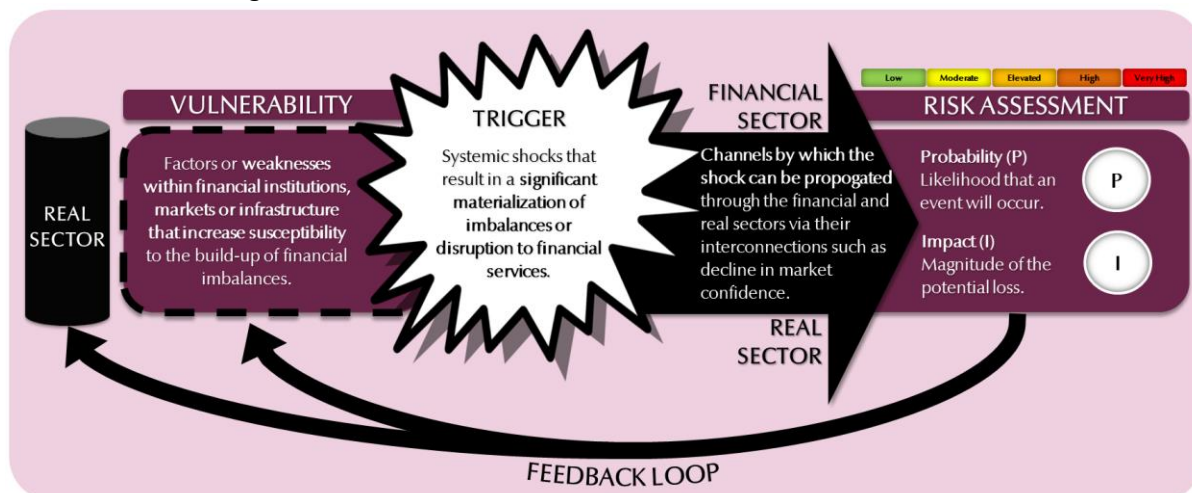 REAL
SECTOR
VULNERABILITY
Factors or weaknesses
within financial institutions,
markets or infrastructure
that increase susceptibility
to the build-up of financial
imbalances.
TRIGGER
Systemic shocks that
result in a significant
materialization of
imbalances or
disruption to financial
services.
FINANCIAL
SECTOR
Channels by which the
shock can be propogated
through the financial and
real sectors via their
interconnections such as
decline in market
confidence.
REAL
SECTOR
Low Moderate Elevated High Very High
RISK ASSESSMENT
Probability (P)
Likelihood that an
event will occur.
P
Impact (I)
Magnitude of the
potential loss.
I
FEEDBACK LOOP